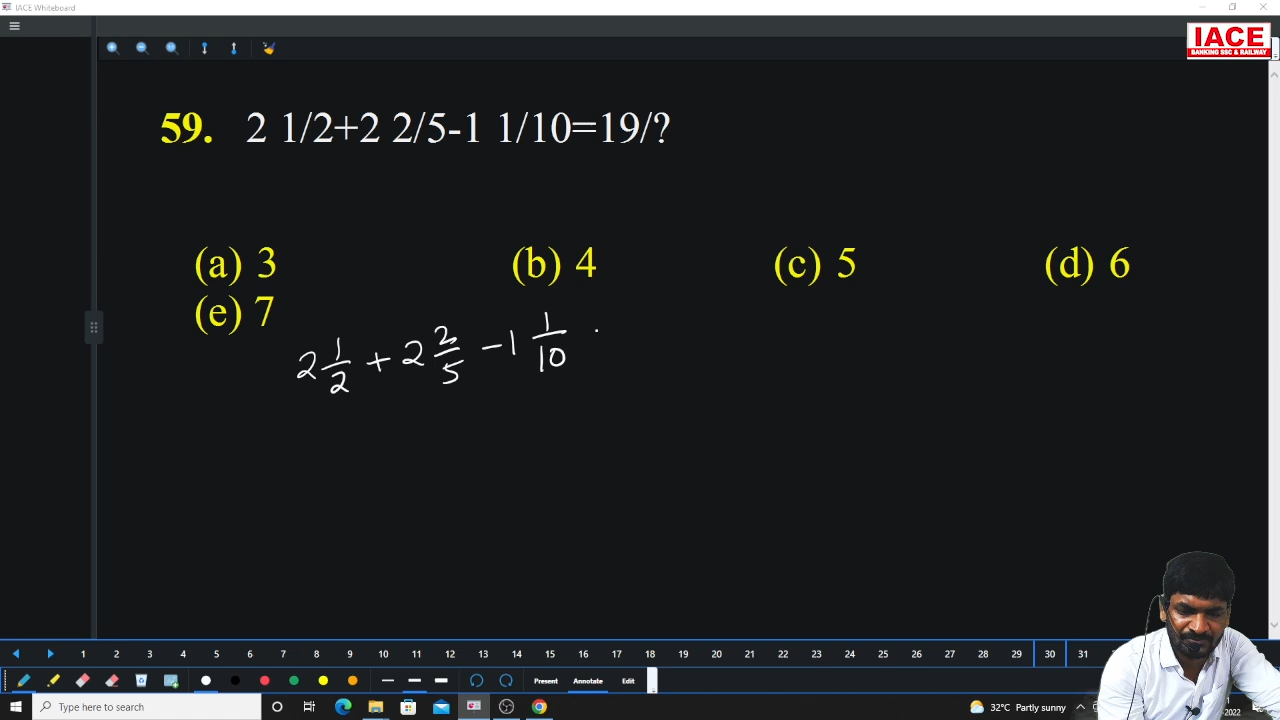 IACE Whiteboard
IACE
BANKING SSC & RAILWAY
59. 2 1/2+2 2/5-1 1/10=19/?
(a) 3 (b) 4 (c) 5 (d) 6
(e) 7
2 1/2 + 2 2/5 - 1 1/10
1 2 3 4 5 6 7 8 9 10 11 12 13 14 15 16 17 18 19 20 21 22 23 24 25 26 27 28 29 30 31
Present Annotate Edit
Type here to search
32°C Partly sunny
2022